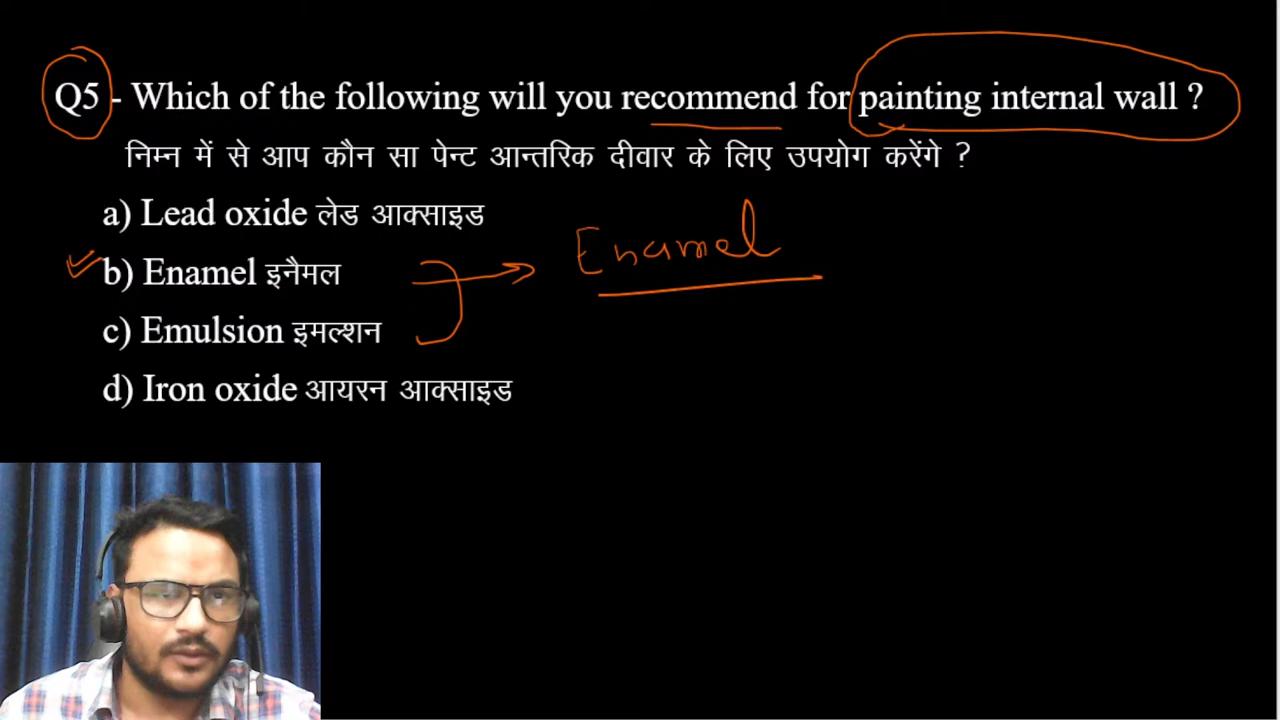 Q5 - Which of the following will you recommend for painting internal wall ?
निम्न में से आप कौन सा पेन्ट आन्तरिक दीवार के लिए उपयोग करेंगे ?
a) Lead oxide लेड आक्साइड
b) Enamel इनैमल
Enamel
c) Emulsion इमल्शन
d) Iron oxide आयरन आक्साइड